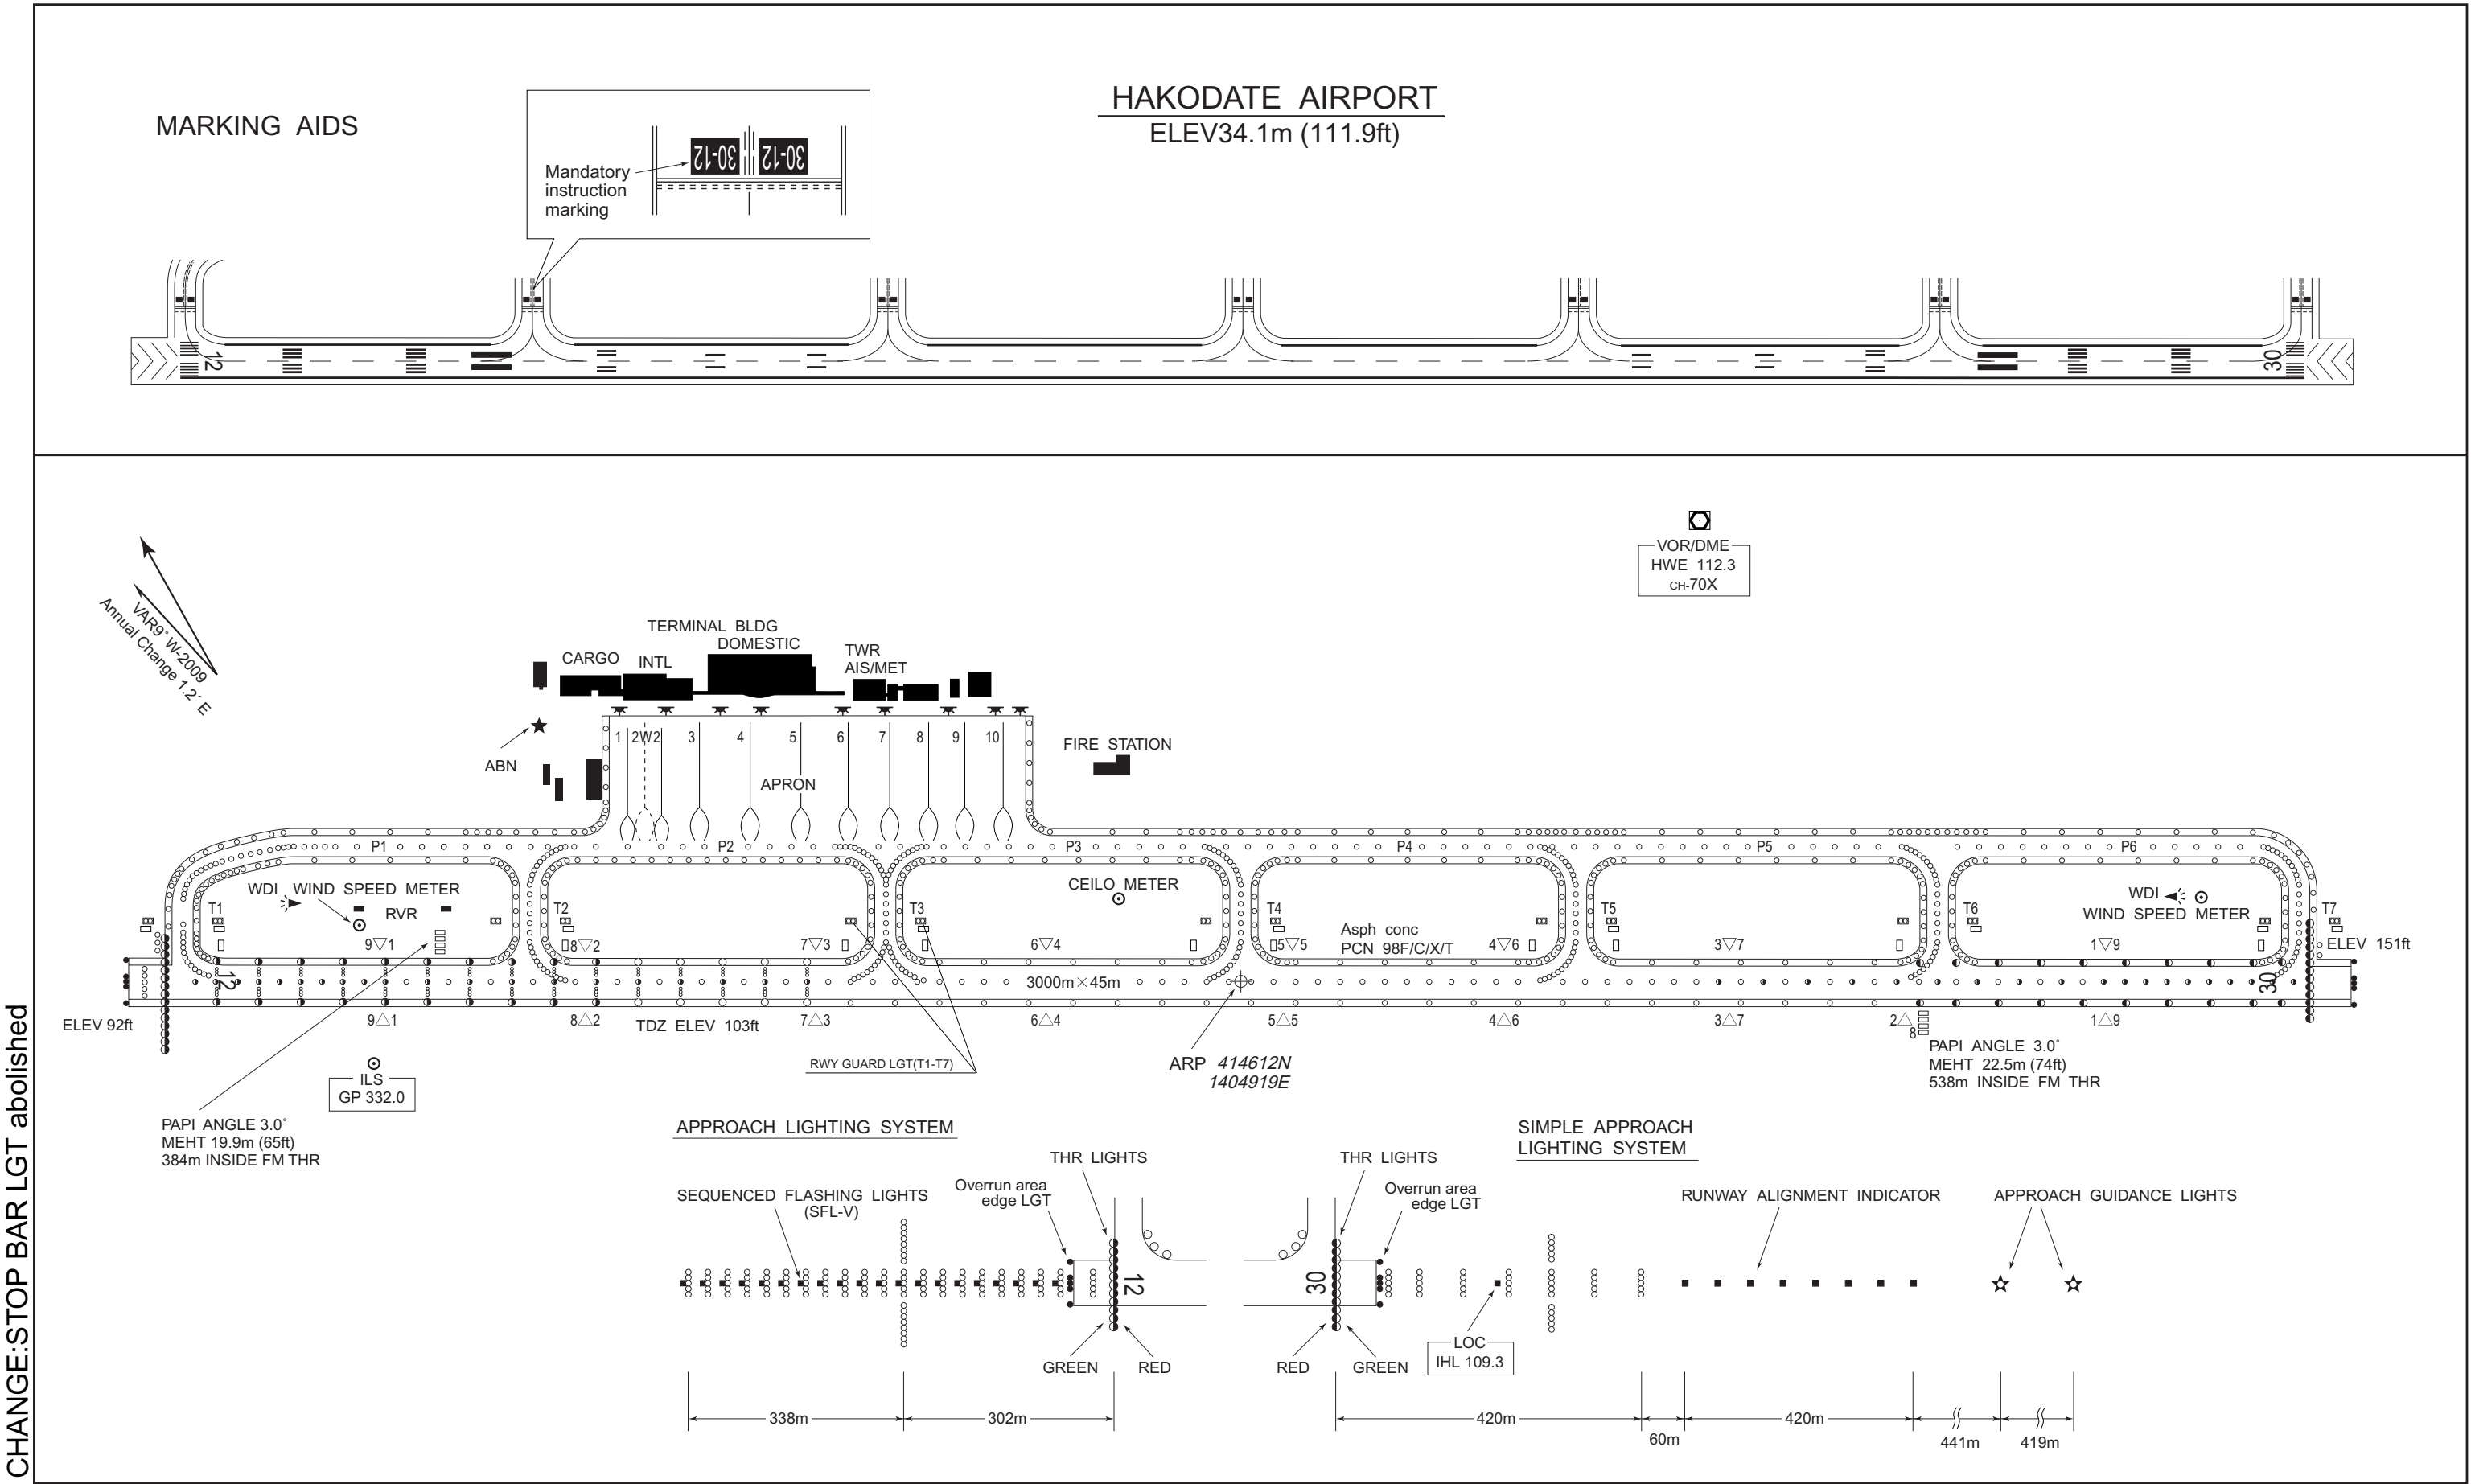 HAKODATE AIRPORT
ELEV34.1m (111.9ft)
MARKING AIDS
Mandatory
instruction
marking
30-12 30-12
12
30
VOR/DME
HWE 112.3
CH-70X
VAR9° W-2009
Annual Change 1.2´ E
TERMINAL BLDG
DOMESTIC
CARGO
INTL
TWR
AIS/MET
ABN
1 2W2 3 4 5 6 7 8 9 10
APRON
FIRE STATION
P1 P2 P3 P4 P5 P6
WDI WIND SPEED METER
RVR
CEILO METER
WDI
WIND SPEED METER
T1 T2 T3 T4 T5 T6 T7
Asph conc
PCN 98F/C/X/T
9▽1 8▽2 7▽3 6▽4 5▽5 4▽6 3▽7 1▽9
ELEV 151ft
12
3000m×45m
30
ELEV 92ft
9△1 8△2 TDZ ELEV 103ft 7△3 6△4 5△5 4△6 3△7 2△8 1△9
RWY GUARD LGT(T1-T7)
ARP 414612N
1404919E
PAPI ANGLE 3.0°
MEHT 22.5m (74ft)
538m INSIDE FM THR
ILS
GP 332.0
PAPI ANGLE 3.0°
MEHT 19.9m (65ft)
384m INSIDE FM THR
APPROACH LIGHTING SYSTEM
SEQUENCED FLASHING LIGHTS
(SFL-V)
THR LIGHTS
Overrun area
edge LGT
12
GREEN RED
338m
302m
SIMPLE APPROACH
LIGHTING SYSTEM
THR LIGHTS
Overrun area
edge LGT
RUNWAY ALIGNMENT INDICATOR
APPROACH GUIDANCE LIGHTS
30
LOC
IHL 109.3
RED GREEN
420m
60m
420m
441m
419m
CHANGE:STOP BAR LGT abolished